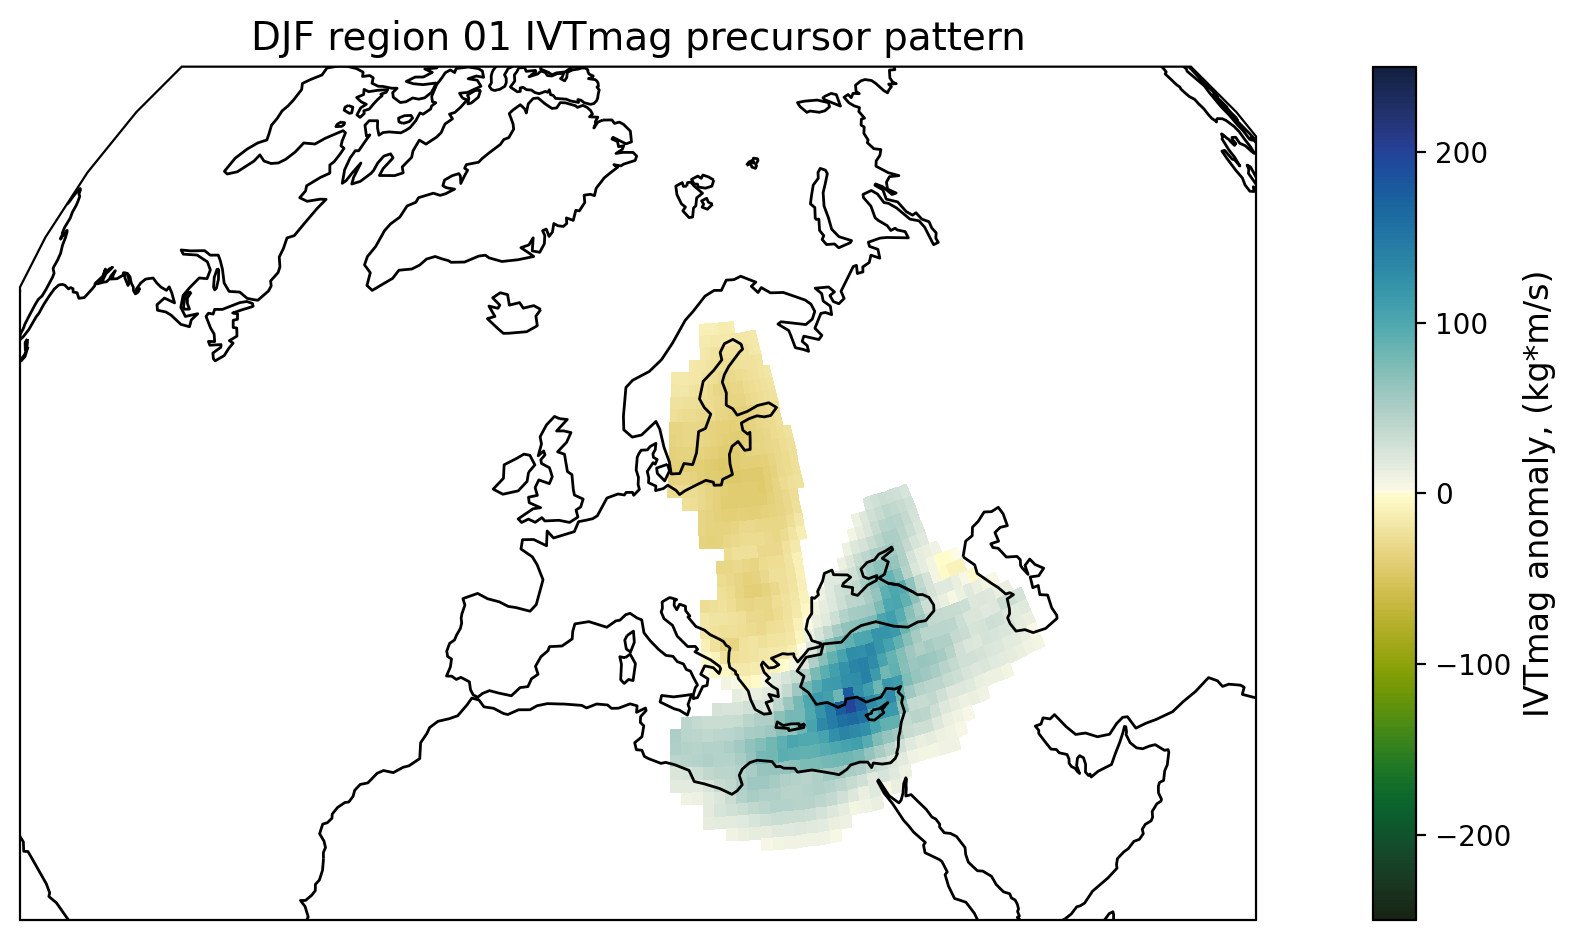 DJF region 01 IVTmag precursor pattern
200
100
0
−100
−200
IVTmag anomaly, (kg*m/s)